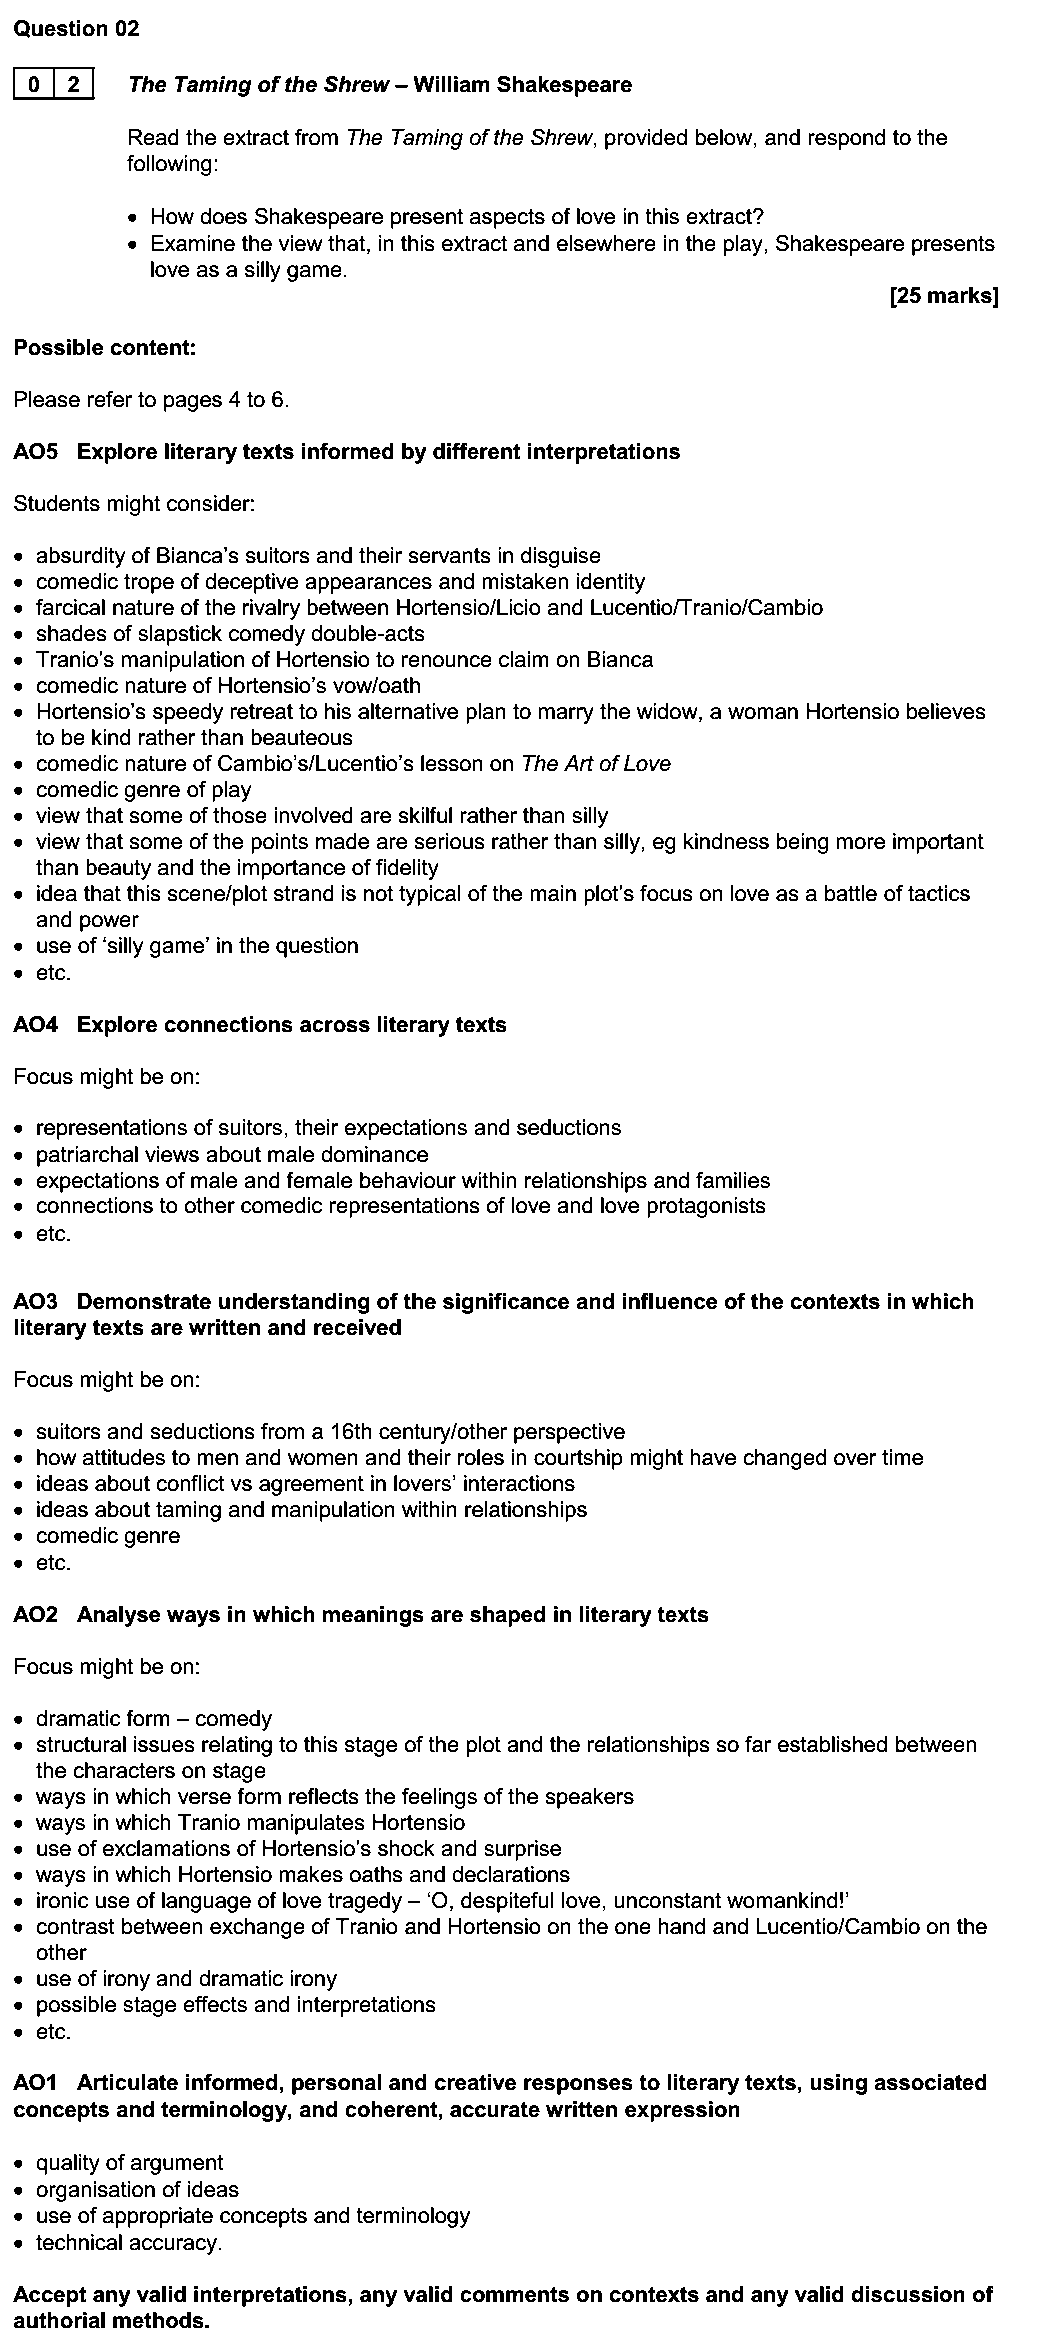 Question 02
0 2 The Taming of the Shrew – William Shakespeare
Read the extract from The Taming of the Shrew, provided below, and respond to the
following:
• How does Shakespeare present aspects of love in this extract?
• Examine the view that, in this extract and elsewhere in the play, Shakespeare presents
love as a silly game.
[25 marks]
Possible content:
Please refer to pages 4 to 6.
AO5 Explore literary texts informed by different interpretations
Students might consider:
• absurdity of Bianca's suitors and their servants in disguise
• comedic trope of deceptive appearances and mistaken identity
• farcical nature of the rivalry between Hortensio/Licio and Lucentio/Tranio/Cambio
• shades of slapstick comedy double-acts
• Tranio's manipulation of Hortensio to renounce claim on Bianca
• comedic nature of Hortensio's vow/oath
• Hortensio's speedy retreat to his alternative plan to marry the widow, a woman Hortensio believes
to be kind rather than beauteous
• comedic nature of Cambio's/Lucentio's lesson on The Art of Love
• comedic genre of play
• view that some of those involved are skilful rather than silly
• view that some of the points made are serious rather than silly, eg kindness being more important
than beauty and the importance of fidelity
• idea that this scene/plot strand is not typical of the main plot's focus on love as a battle of tactics
and power
• use of 'silly game' in the question
• etc.
AO4 Explore connections across literary texts
Focus might be on:
• representations of suitors, their expectations and seductions
• patriarchal views about male dominance
• expectations of male and female behaviour within relationships and families
• connections to other comedic representations of love and love protagonists
• etc.
AO3 Demonstrate understanding of the significance and influence of the contexts in which
literary texts are written and received
Focus might be on:
• suitors and seductions from a 16th century/other perspective
• how attitudes to men and women and their roles in courtship might have changed over time
• ideas about conflict vs agreement in lovers' interactions
• ideas about taming and manipulation within relationships
• comedic genre
• etc.
AO2 Analyse ways in which meanings are shaped in literary texts
Focus might be on:
• dramatic form – comedy
• structural issues relating to this stage of the plot and the relationships so far established between
the characters on stage
• ways in which verse form reflects the feelings of the speakers
• ways in which Tranio manipulates Hortensio
• use of exclamations of Hortensio's shock and surprise
• ways in which Hortensio makes oaths and declarations
• ironic use of language of love tragedy – 'O, despiteful love, unconstant womankind!'
• contrast between exchange of Tranio and Hortensio on the one hand and Lucentio/Cambio on the
other
• use of irony and dramatic irony
• possible stage effects and interpretations
• etc.
AO1 Articulate informed, personal and creative responses to literary texts, using associated
concepts and terminology, and coherent, accurate written expression
• quality of argument
• organisation of ideas
• use of appropriate concepts and terminology
• technical accuracy.
Accept any valid interpretations, any valid comments on contexts and any valid discussion of
authorial methods.